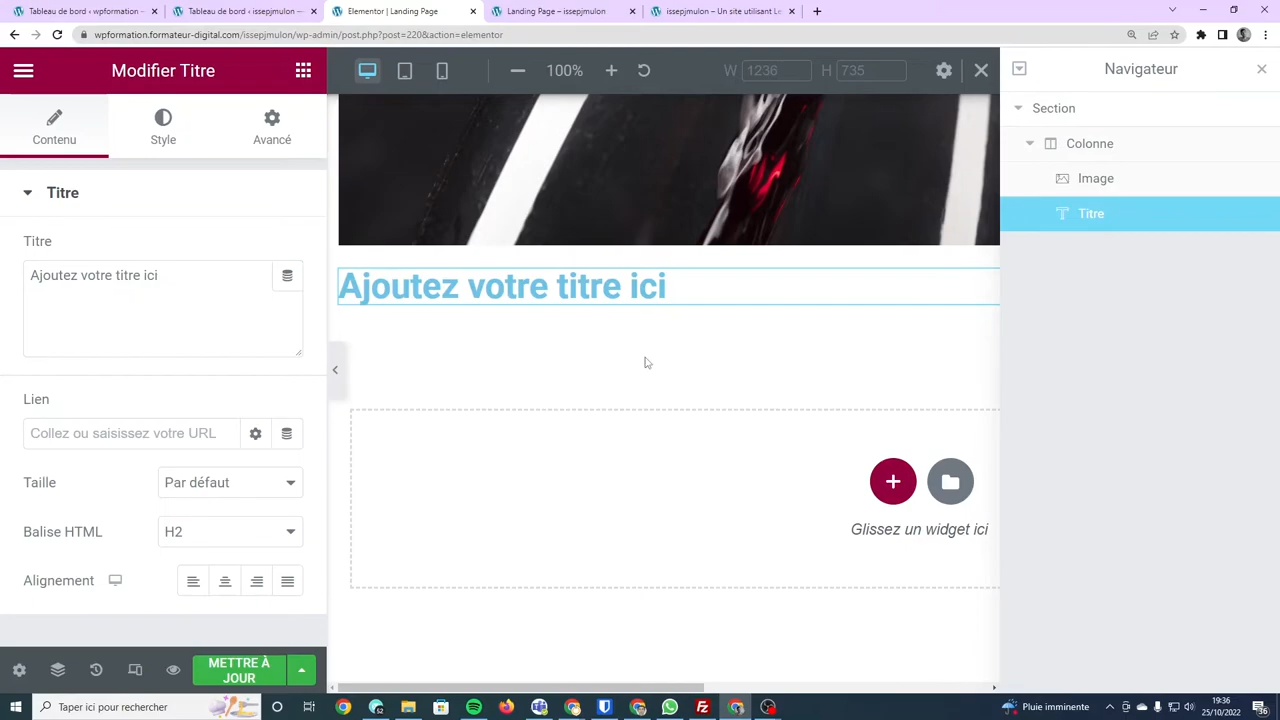 Tableau de bord ‹ wpformation.
Tableau de bord ‹ issepjmulon
Elementor | Landing Page
Landing Page – issepjmulon
issepjmulon – Un site utilisant Le
wpformation.formateur-digital.com/issepjmulon/wp-admin/post.php?post=220&action=elementor
Modifier Titre
100%
W 1236
H 735
Navigateur
Contenu
Style
Avancé
Section
Colonne
Image
Titre
Titre
Titre
Ajoutez votre titre ici
Ajoutez votre titre ici
Lien
Collez ou saisissez votre URL
Taille
Par défaut
Balise HTML
H2
Alignement
Glissez un widget ici
METTRE À
JOUR
Taper ici pour rechercher
Pluie imminente
19:36
25/10/2022